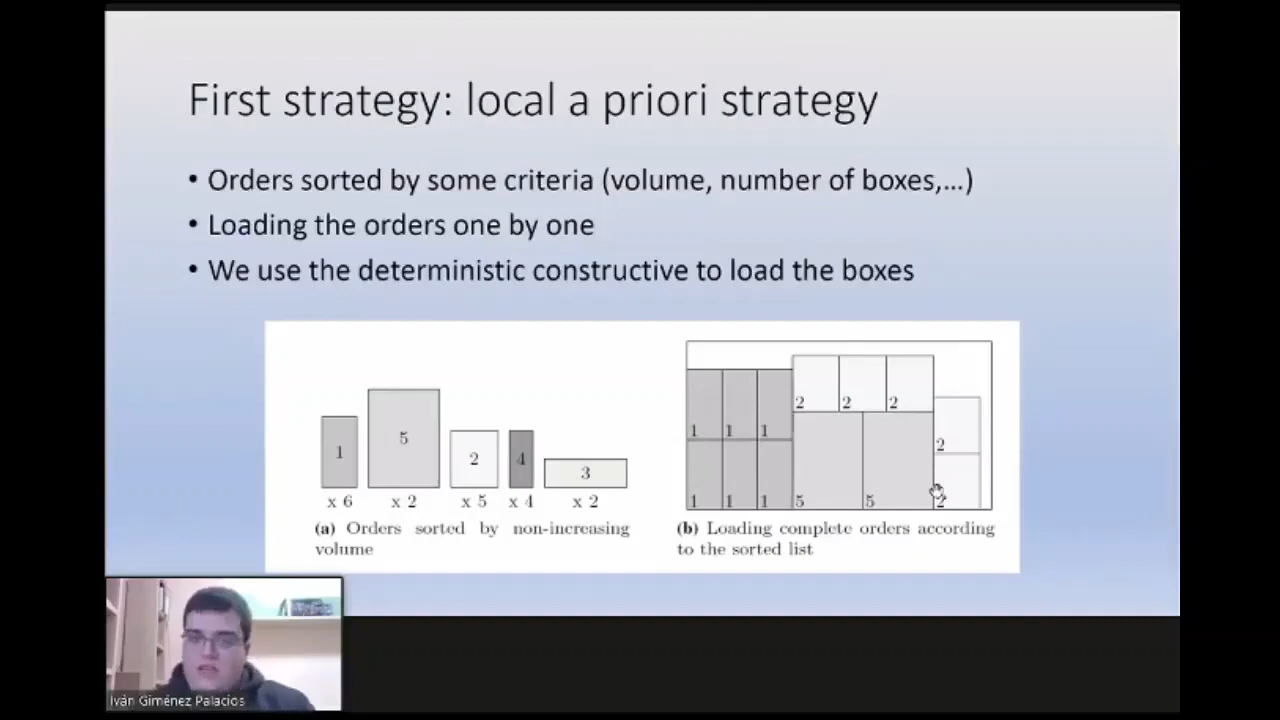 First strategy: local a priori strategy
• Orders sorted by some criteria (volume, number of boxes,...)
• Loading the orders one by one
• We use the deterministic constructive to load the boxes
1 5 2 4 3
x 6 x 2 x 5 x 4 x 2
(a) Orders sorted by non-increasing
volume
2 2 2
1 1 1 2
1 1 1 5 5 2
(b) Loading complete orders according
to the sorted list
Iván Giménez Palacios